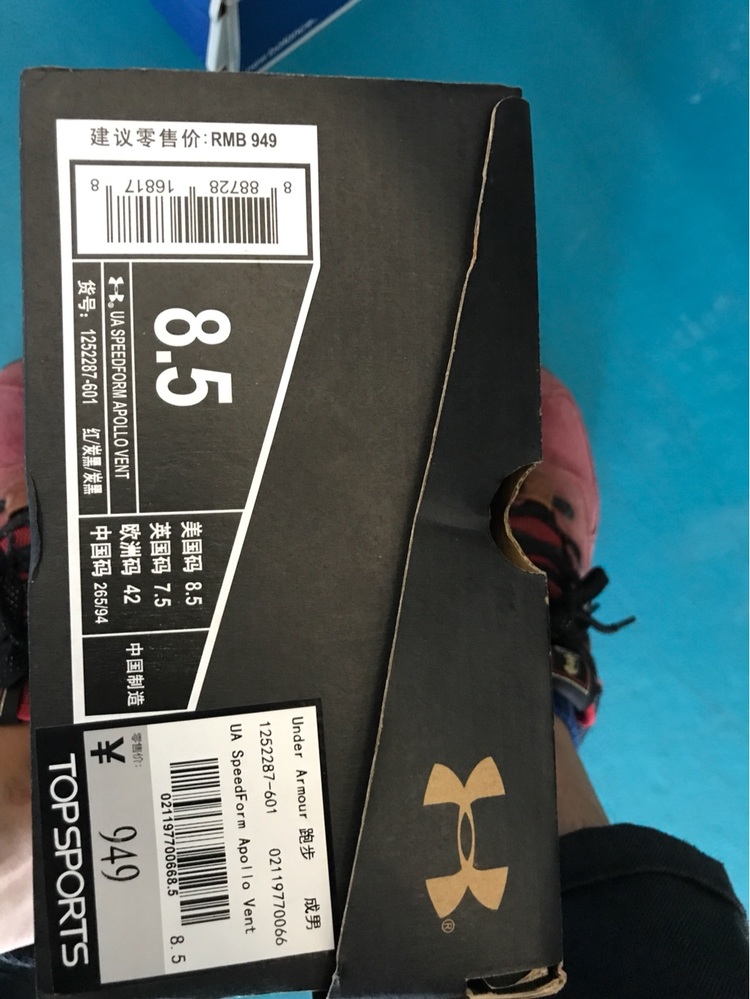 建议零售价:RMB 949
8 88728 16817 8
8.5
UA SPEEDFORM APOLLO VENT
货号: 1252287-601 红/炭黑/炭黑
美国码 8.5
英国码 7.5
欧洲码 42
中国码 265/94
中国制造
Under Armour 跑步 成男
1252287-601 02119770066
UA SpeedForm Apollo Vent
021197700668.5 8.5
零售价:
¥ 949
TOPSPORTS
®